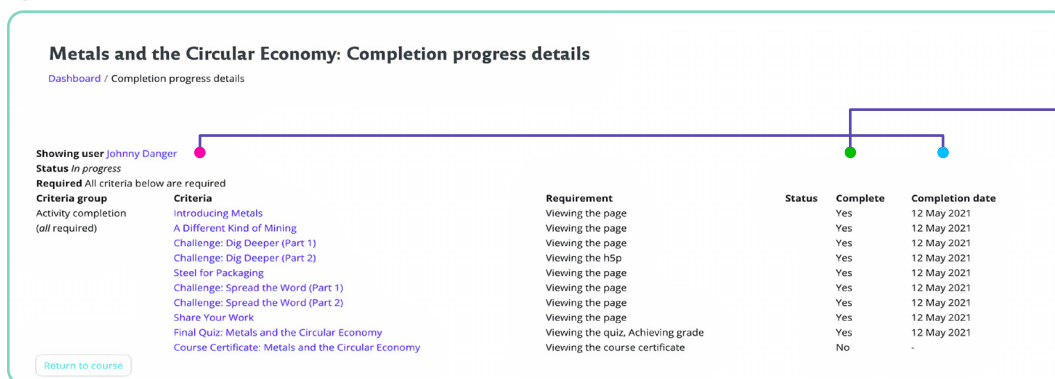 Metals and the Circular Economy: Completion progress details
Dashboard / Completion progress details
Showing user Johnny Danger
Status In progress
Required All criteria below are required
Criteria group Criteria Requirement Status Complete Completion date
Activity completion Introducing Metals Viewing the page Yes 12 May 2021
(all required) A Different Kind of Mining Viewing the page Yes 12 May 2021
Challenge: Dig Deeper (Part 1) Viewing the page Yes 12 May 2021
Challenge: Dig Deeper (Part 2) Viewing the h5p Yes 12 May 2021
Steel for Packaging Viewing the page Yes 12 May 2021
Challenge: Spread the Word (Part 1) Viewing the page Yes 12 May 2021
Challenge: Spread the Word (Part 2) Viewing the page Yes 12 May 2021
Share Your Work Viewing the page Yes 12 May 2021
Final Quiz: Metals and the Circular Economy Viewing the quiz, Achieving grade Yes 12 May 2021
Course Certificate: Metals and the Circular Economy Viewing the course certificate No -
Return to course